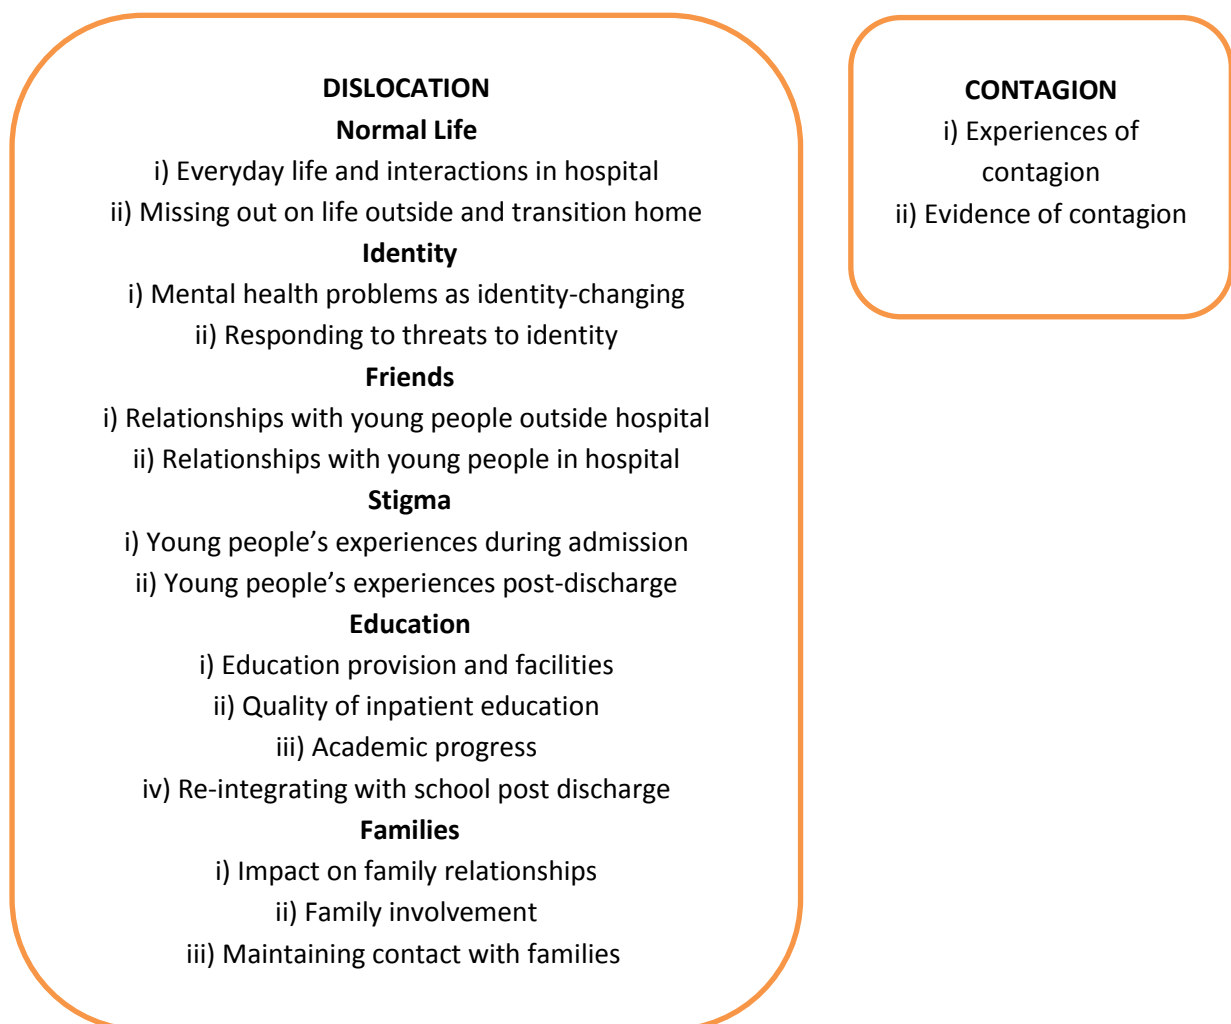 DISLOCATION
Normal Life
i) Everyday life and interactions in hospital
ii) Missing out on life outside and transition home
Identity
i) Mental health problems as identity-changing
ii) Responding to threats to identity
Friends
i) Relationships with young people outside hospital
ii) Relationships with young people in hospital
Stigma
i) Young people’s experiences during admission
ii) Young people’s experiences post-discharge
Education
i) Education provision and facilities
ii) Quality of inpatient education
iii) Academic progress
iv) Re-integrating with school post discharge
Families
i) Impact on family relationships
ii) Family involvement
iii) Maintaining contact with families
CONTAGION
i) Experiences of
contagion
ii) Evidence of contagion